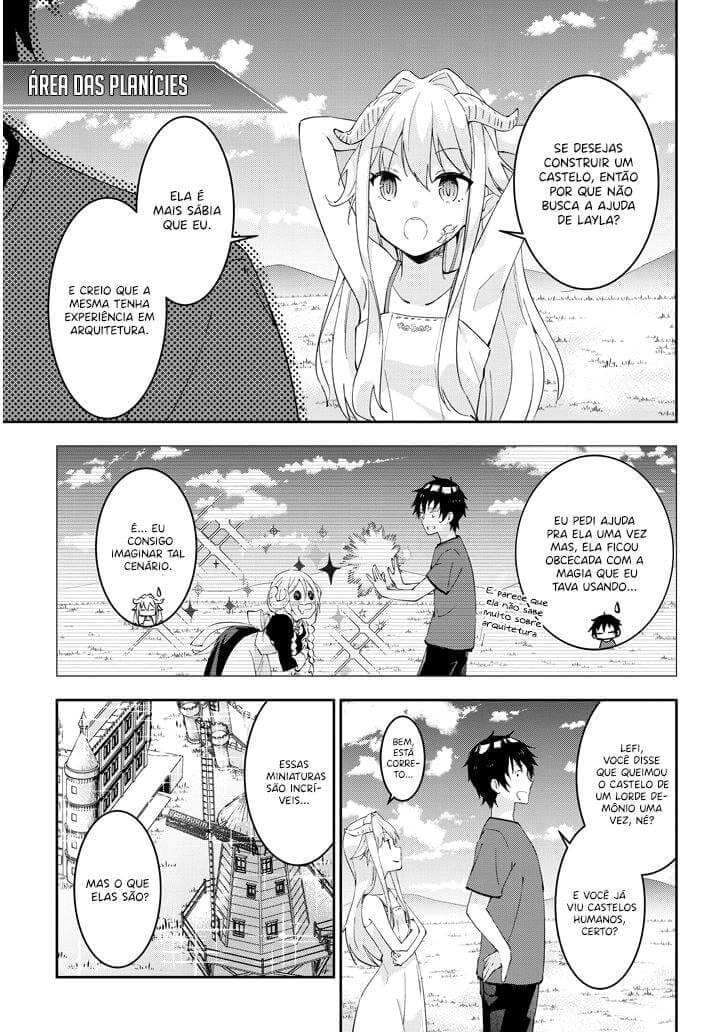 ÁREA DAS PLANÍCIES
SE DESEJAS
CONSTRUIR UM
CASTELO, ENTÃO
POR QUE NÃO
BUSCA A AJUDA
DE LAYLA?
ELA É
MAIS SÁBIA
QUE EU.
E CREIO QUE A
MESMA TENHA
EXPERIÊNCIA EM
ARQUITETURA.
EU PEDI AJUDA
PRA ELA UMA VEZ
MAS, ELA FICOU
OBCECADA COM A
MAGIA QUE EU
TAVA USANDO...
E parece que
ela não sabe
muito sobre
arquitetura
É... EU
CONSIGO
IMAGINAR TAL
CENÁRIO.
LEFI,
VOCÊ DISSE
QUE QUEIMOU
O CASTELO DE
UM LORDE DE-
MÔNIO UMA
VEZ, NÉ?
E VOCÊ JÁ
VIU CASTELOS
HUMANOS,
CERTO?
BEM,
ESTÁ
CORRE-
TO...
ESSAS
MINIATURAS
SÃO INCRÍ-
VEIS...
MAS O QUE
ELAS SÃO?